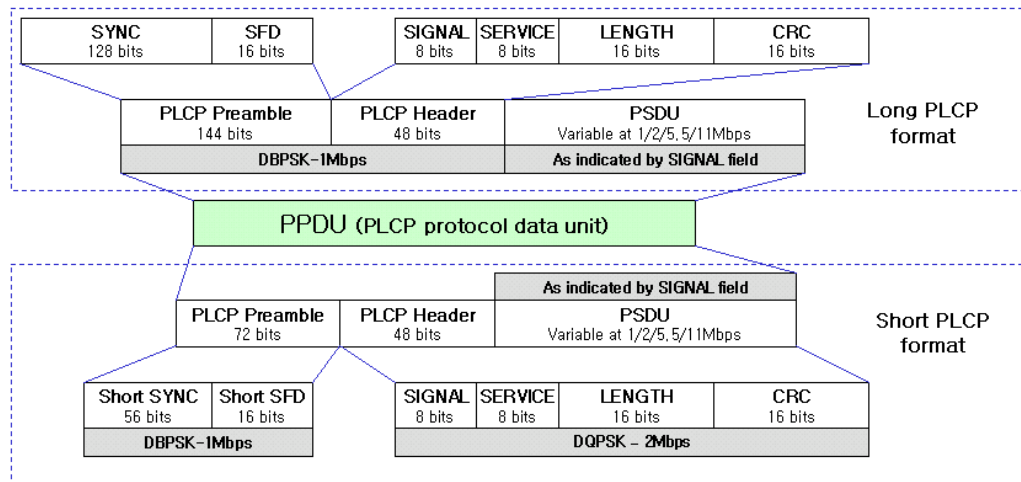 SYNC SFD SIGNAL SERVICE LENGTH CRC
128 bits 16 bits 8 bits 8 bits 16 bits 16 bits
PLCP Preamble PLCP Header PSDU
144 bits 48 bits Variable at 1/2/5,5/11Mbps
DBPSK-1Mbps As indicated by SIGNAL field
Long PLCP
format
PPDU (PLCP protocol data unit)
As indicated by SIGNAL field
PLCP Preamble PLCP Header PSDU
72 bits 48 bits Variable at 1/2/5,5/11Mbps
Short PLCP
format
Short SYNC Short SFD SIGNAL SERVICE LENGTH CRC
56 bits 16 bits 8 bits 8 bits 16 bits 16 bits
DBPSK-1Mbps DQPSK - 2Mbps